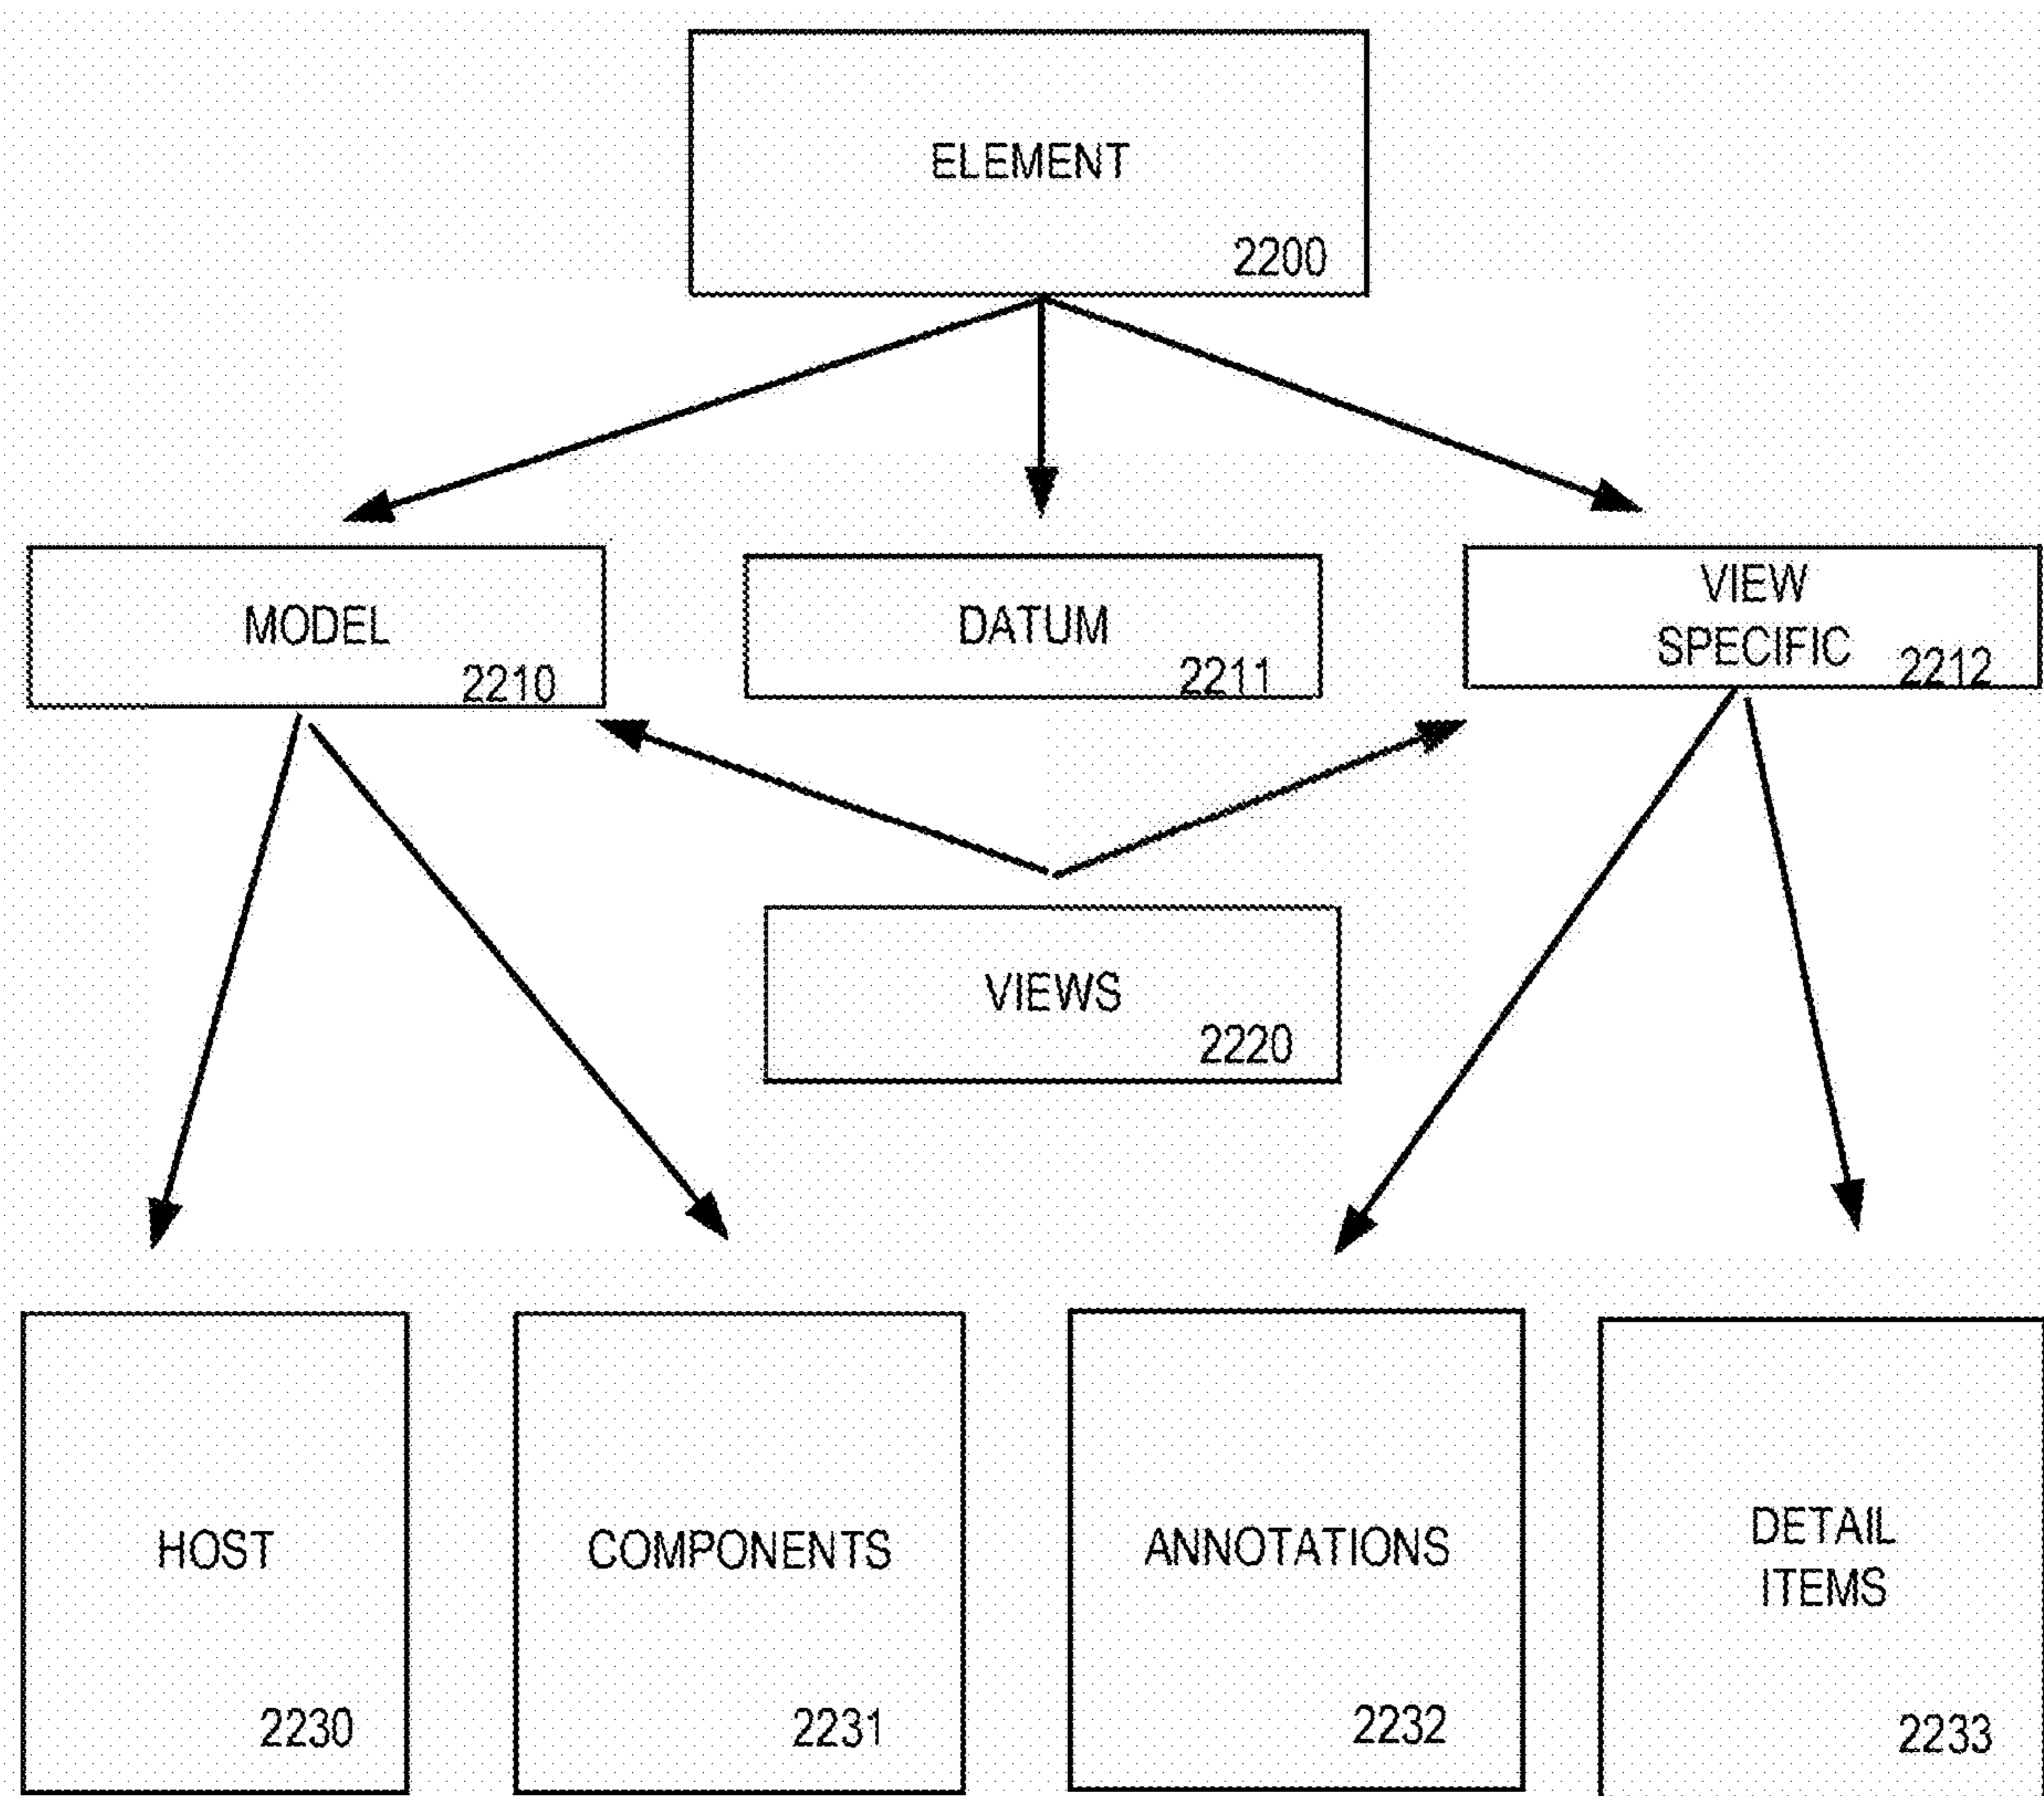 ELEMENT
2200
MODEL
2210
DATUM
2211
VIEW
SPECIFIC
2212
VIEWS
2220
HOST
2230
COMPONENTS
2231
ANNOTATIONS
2232
DETAIL
ITEMS
2233